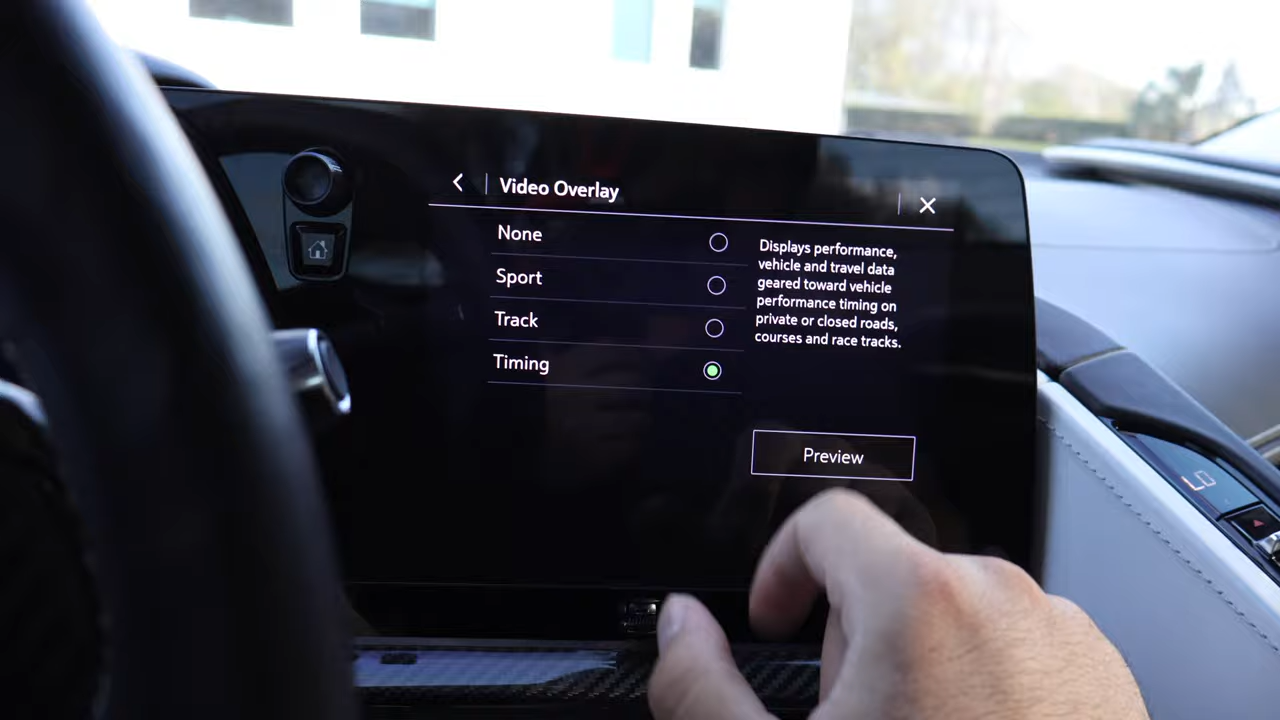 Video Overlay
None
Sport
Track
Timing
Displays performance,
vehicle and travel data
geared toward vehicle
performance timing on
private or closed roads,
courses and race tracks.
Preview
LO